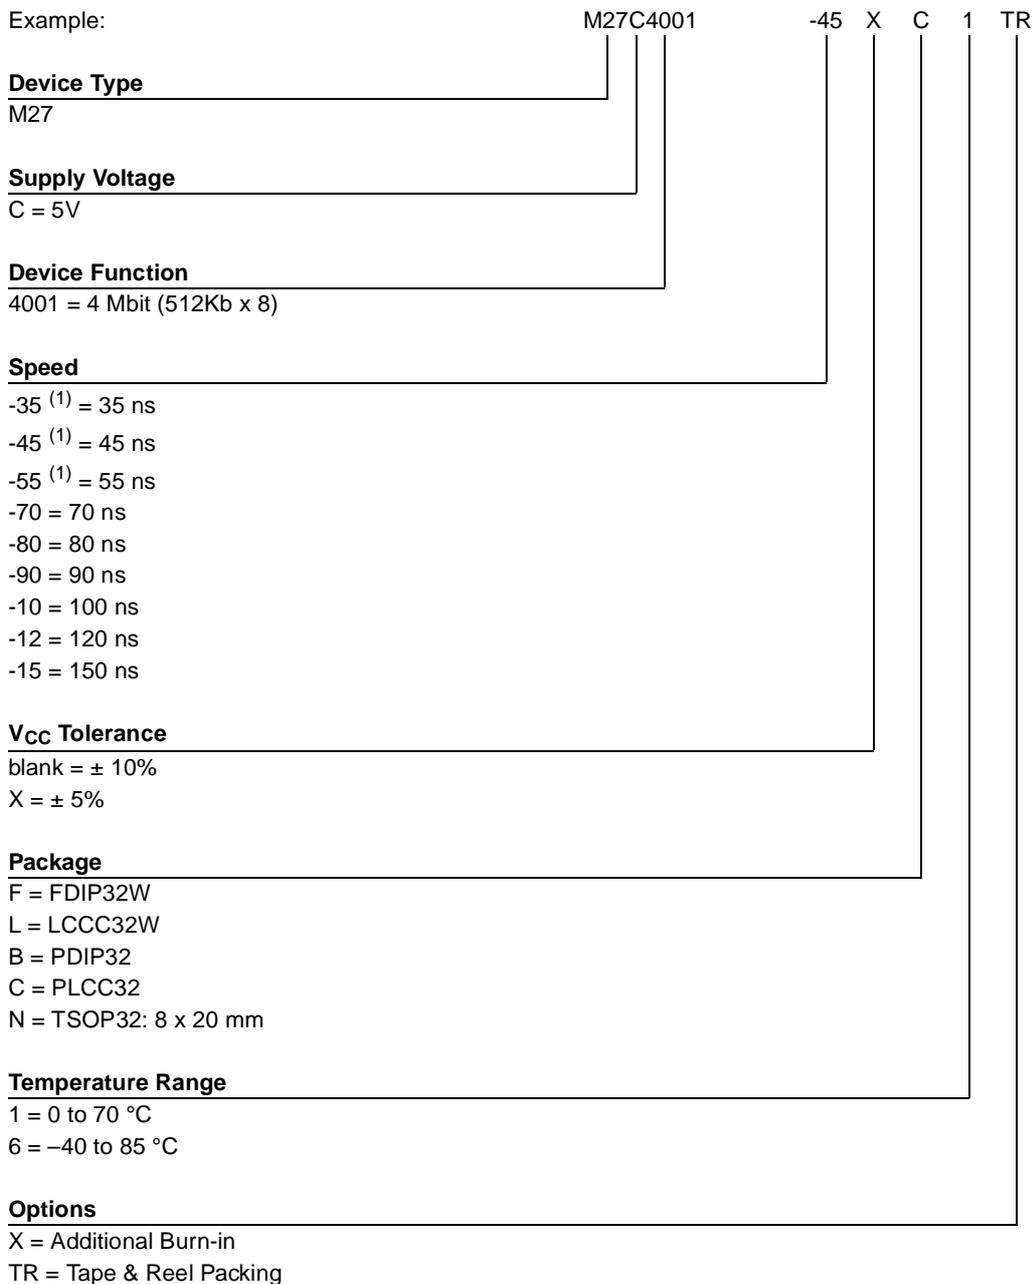 Example: M27C4001 -45 X C 1 TR
Device Type
M27
Supply Voltage
C = 5V
Device Function
4001 = 4 Mbit (512Kb x 8)
Speed
-35 (1) = 35 ns
-45 (1) = 45 ns
-55 (1) = 55 ns
-70 = 70 ns
-80 = 80 ns
-90 = 90 ns
-10 = 100 ns
-12 = 120 ns
-15 = 150 ns
VCC Tolerance
blank = ± 10%
X = ± 5%
Package
F = FDIP32W
L = LCCC32W
B = PDIP32
C = PLCC32
N = TSOP32: 8 x 20 mm
Temperature Range
1 = 0 to 70 °C
6 = –40 to 85 °C
Options
X = Additional Burn-in
TR = Tape & Reel Packing